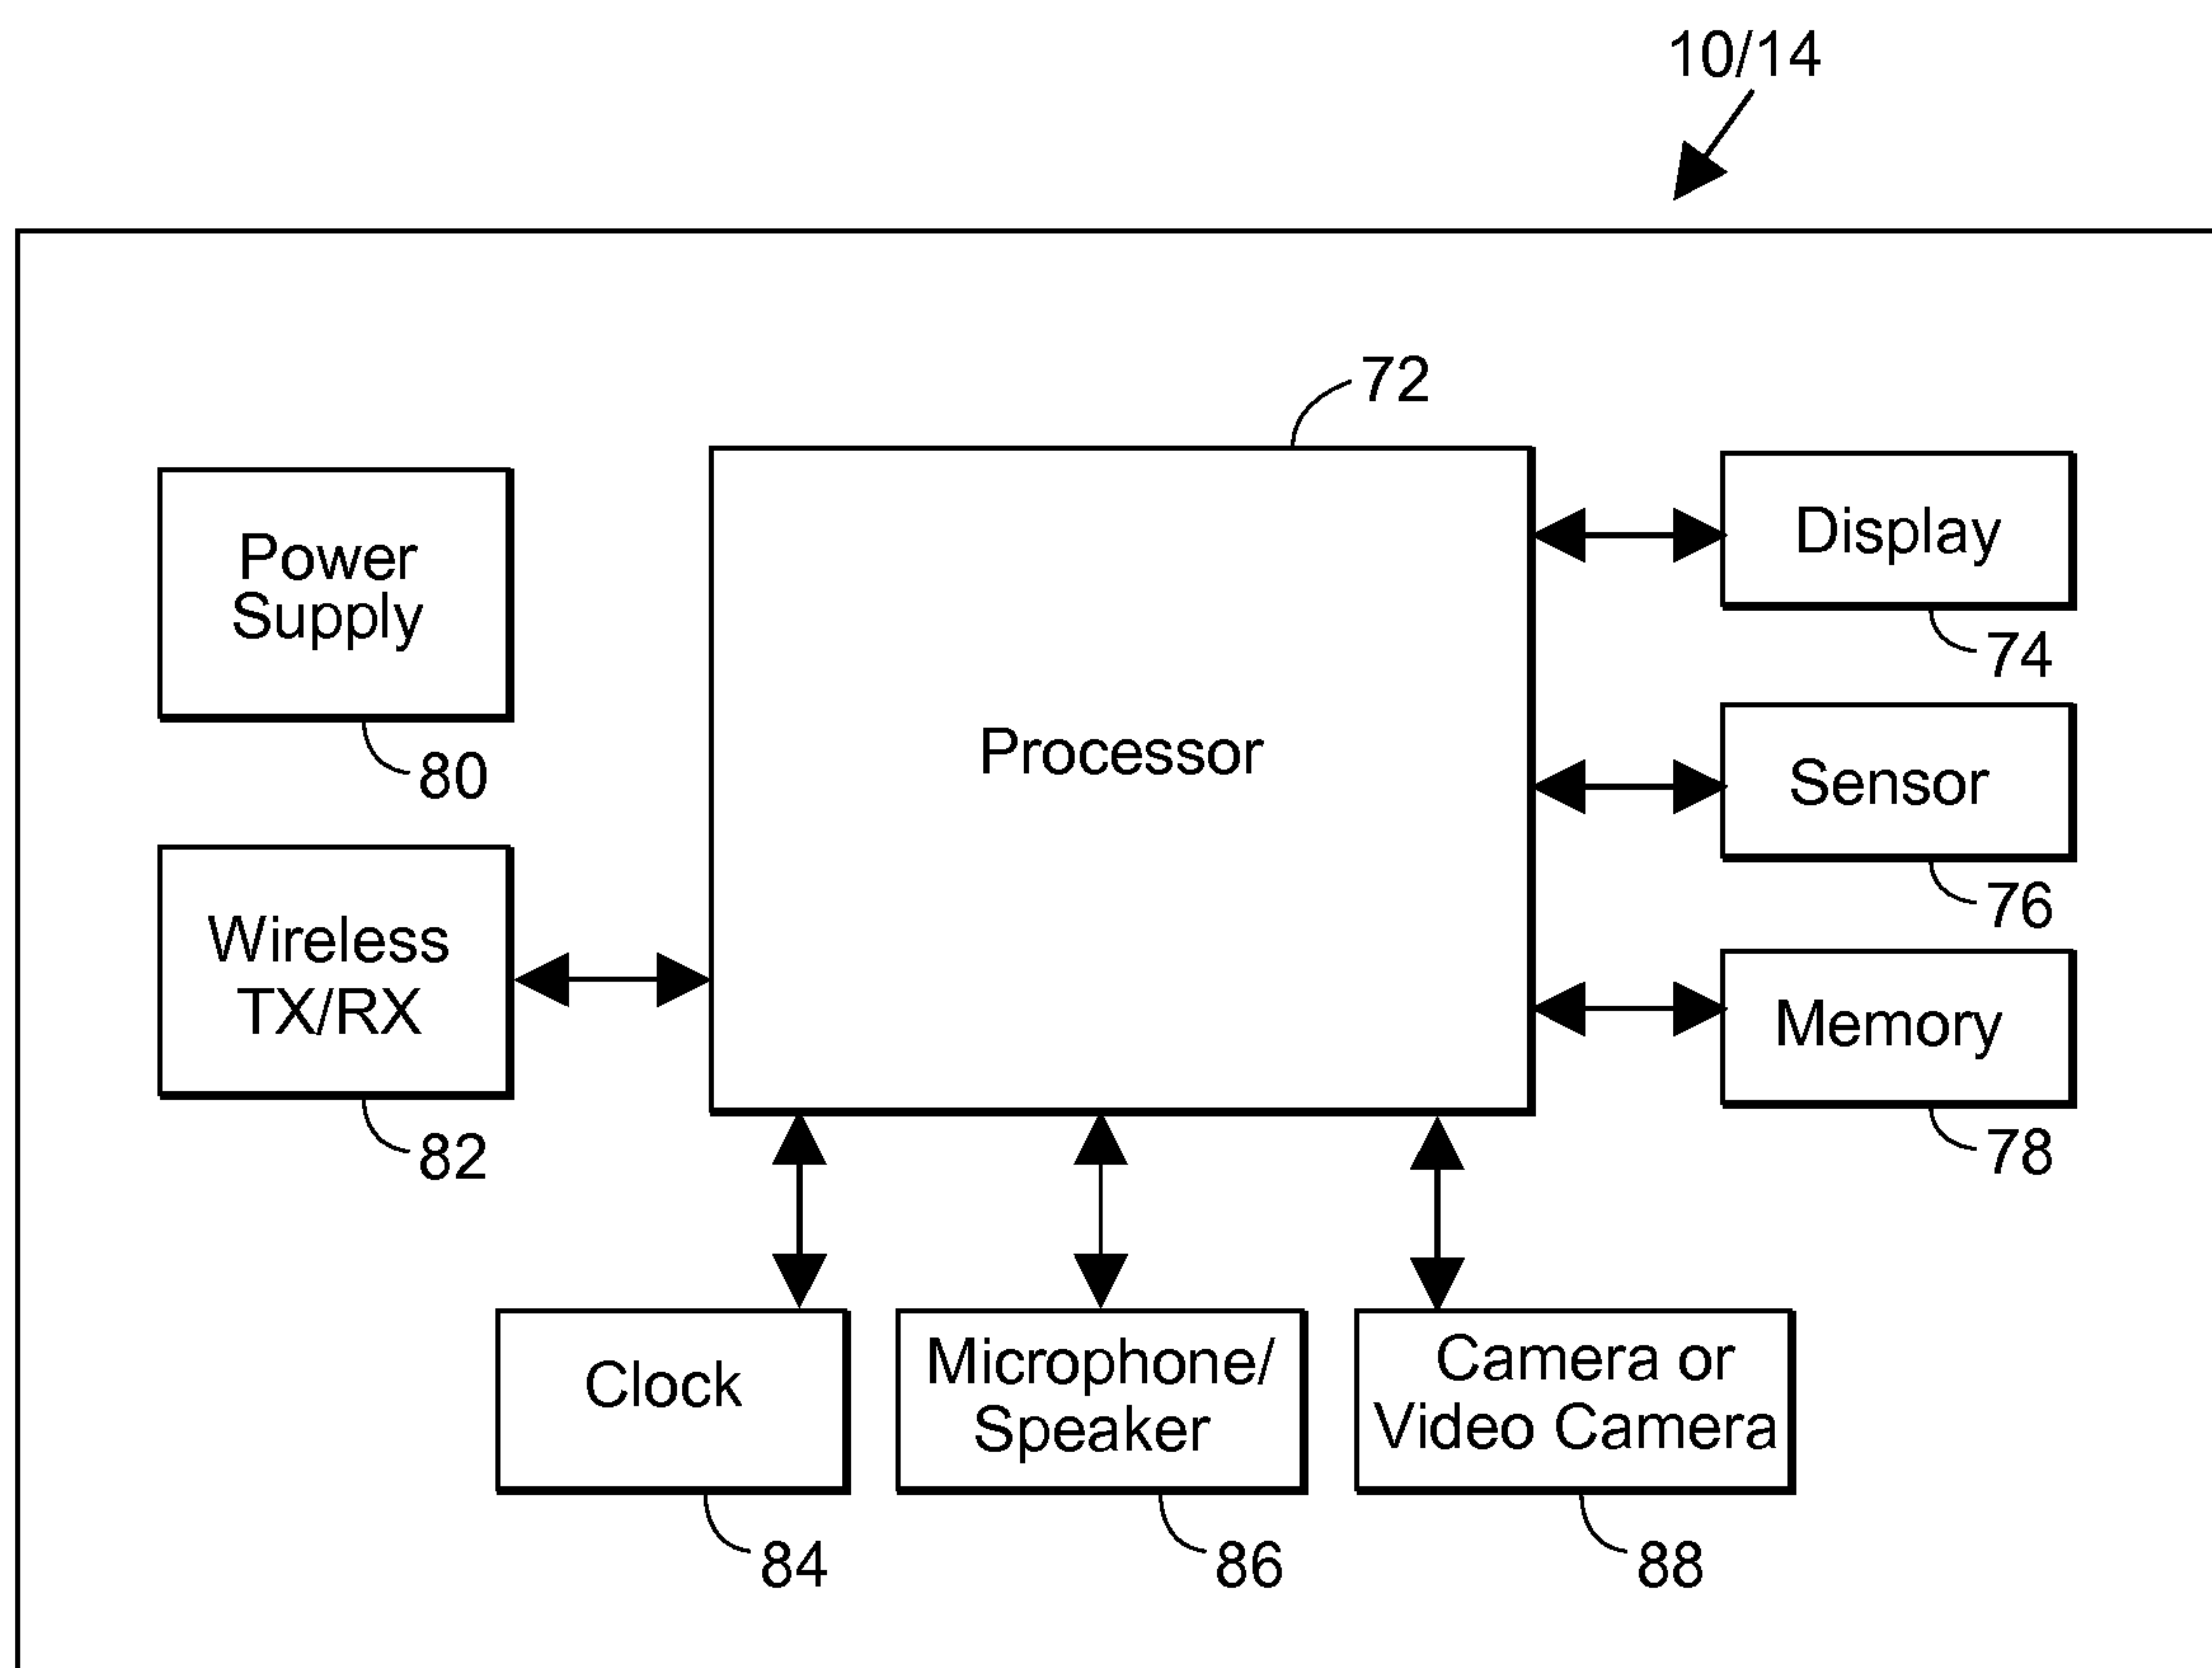 10/14
72
Power
Supply
80
Processor
Display
74
Sensor
76
Wireless
TX/RX
82
Memory
78
Clock
84
Microphone/
Speaker
86
Camera or
Video Camera
88